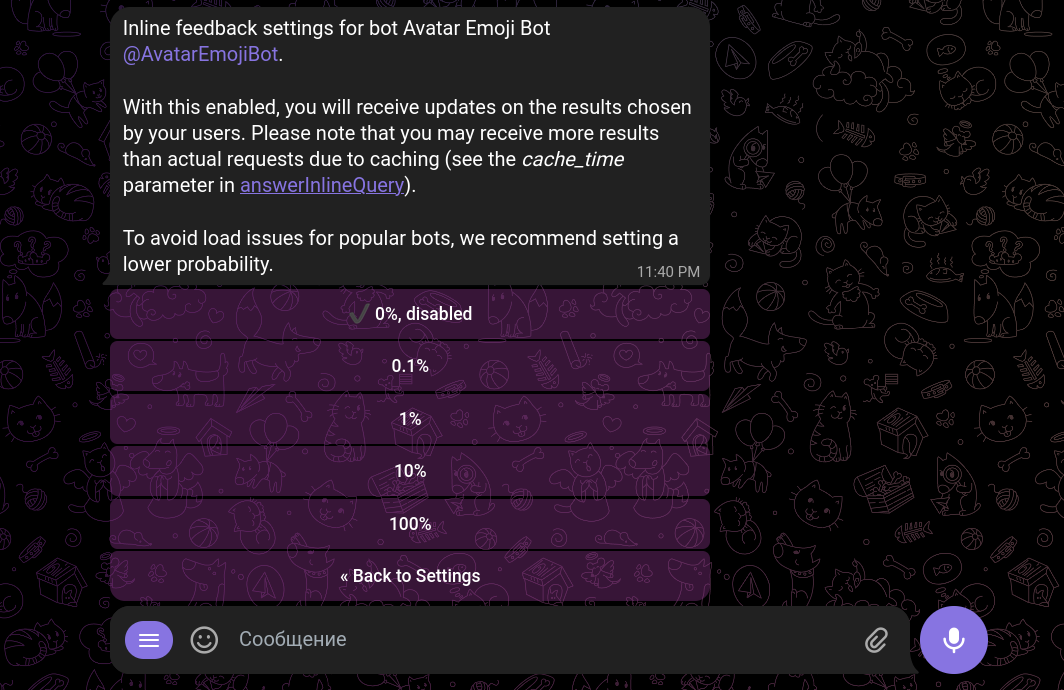 Inline feedback settings for bot Avatar Emoji Bot
@AvatarEmojiBot.
With this enabled, you will receive updates on the results chosen
by your users. Please note that you may receive more results
than actual requests due to caching (see the cache_time
parameter in answerInlineQuery).
To avoid load issues for popular bots, we recommend setting a
lower probability.
11:40 PM
✔ 0%, disabled
0.1%
1%
10%
100%
« Back to Settings
Сообщение